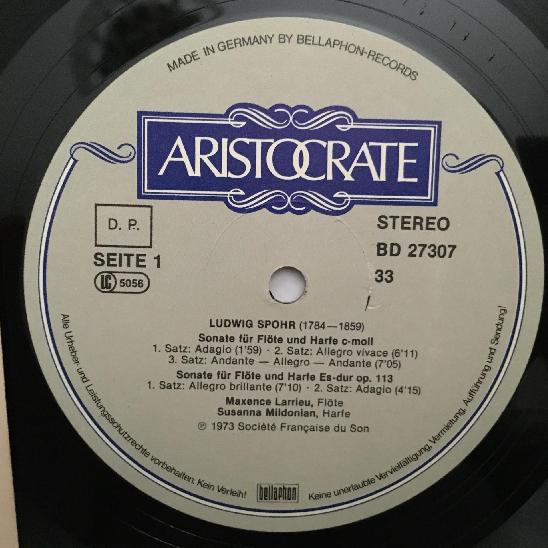 MADE IN GERMANY BY BELLAPHON-RECORDS
ARISTOCRATE
D. P.
STEREO
BD 27307
SEITE 1
33
LC 5056
LUDWIG SPOHR (1784—1859)
Sonate für Flöte und Harfe c-moll
1. Satz: Adagio (1'59) · 2. Satz: Allegro vivace (6'11)
3. Satz: Andante — Allegro — Andante (7'05)
Sonate für Flöte und Harfe Es-dur op. 113
1. Satz: Allegro brillante (7'10) · 2. Satz: Adagio (4'15)
Maxence Larrieu, Flöte
Susanna Mildonian, Harfe
℗ 1973 Société Française du Son
Alle Urheber- und Leistungsschutzrechte vorbehalten. Kein Verleih!
bellaphon
Keine unerlaubte Vervielfältigung, Vermietung, Aufführung und Sendung!